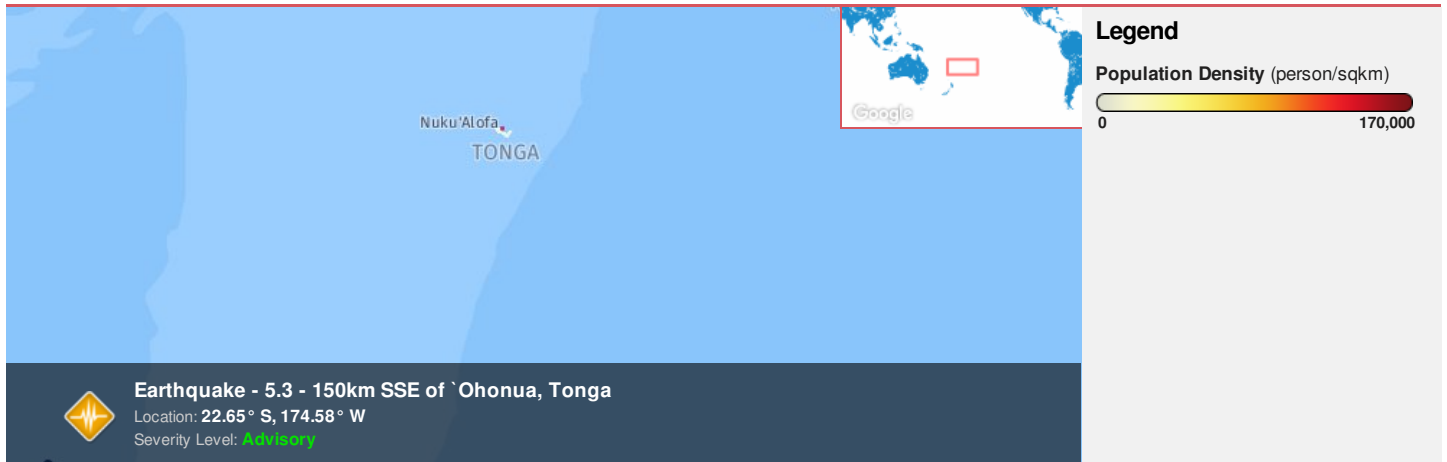 Nuku'Alofa
TONGA
Google
Legend
Population Density (person/sqkm)
0 170,000
Earthquake - 5.3 - 150km SSE of `Ohonua, Tonga
Location: 22.65° S, 174.58° W
Severity Level: Advisory